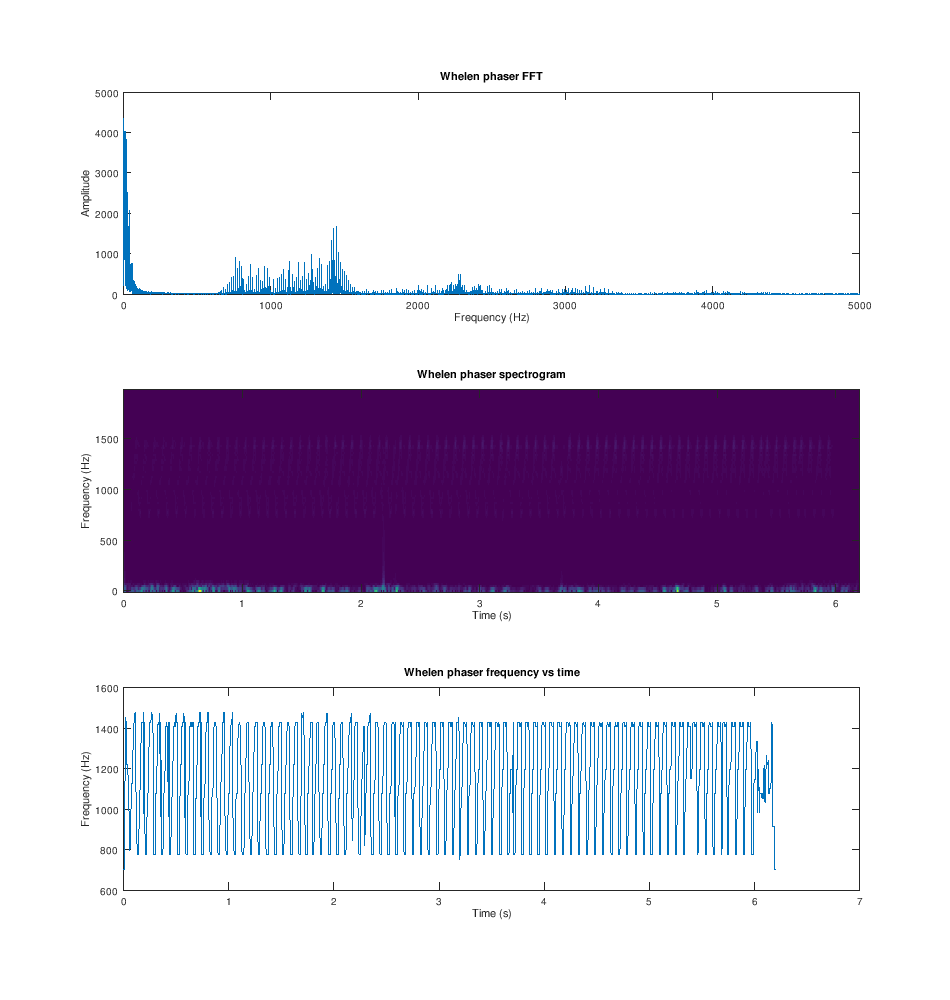 Whelen phaser FFT
5000
4000
3000
2000
1000
0
Amplitude
0 1000 2000 3000 4000 5000
Frequency (Hz)
Whelen phaser spectrogram
1500
1000
500
0
Frequency (Hz)
0 1 2 3 4 5 6
Time (s)
Whelen phaser frequency vs time
1600
1400
1200
1000
800
600
Frequency (Hz)
0 1 2 3 4 5 6 7
Time (s)